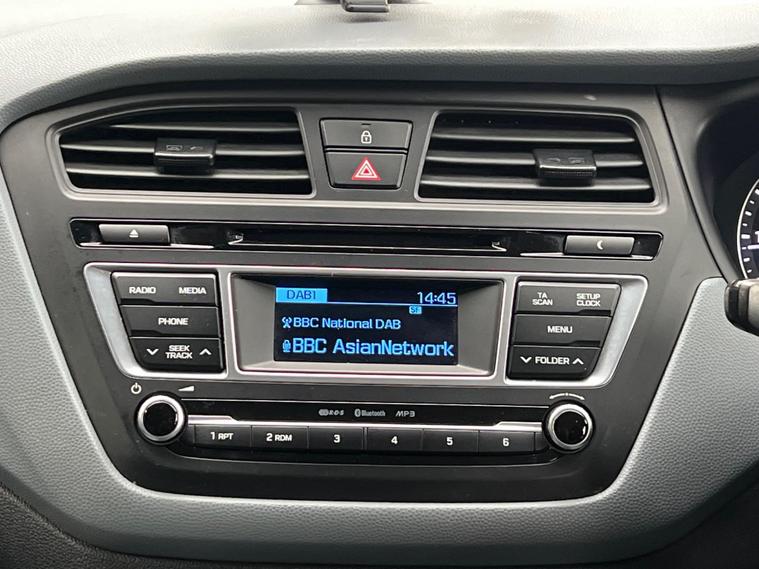 RADIO MEDIA
PHONE
SEEK
TRACK
DAB1 14:45
SF
BBC National DAB
BBC AsianNetwork
TA
SCAN
SETUP
CLOCK
MENU
FOLDER
RDS Bluetooth MP3
1 RPT 2 RDM 3 4 5 6